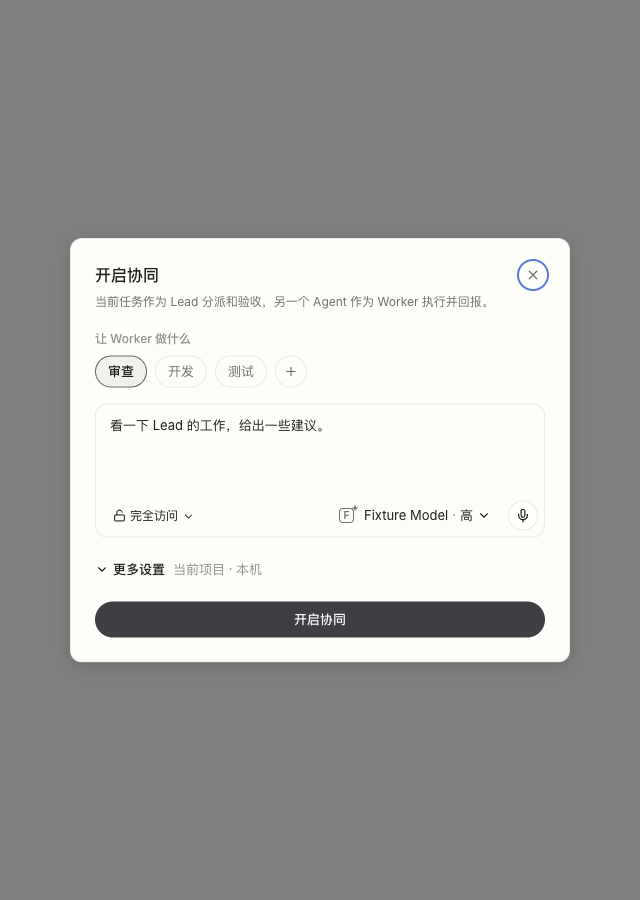 开启协同
当前任务作为 Lead 分派和验收，另一个 Agent 作为 Worker 执行并回报。
让 Worker 做什么
审查 开发 测试 +
看一下 Lead 的工作，给出一些建议。
完全访问 F Fixture Model · 高
更多设置 当前项目 · 本机
开启协同